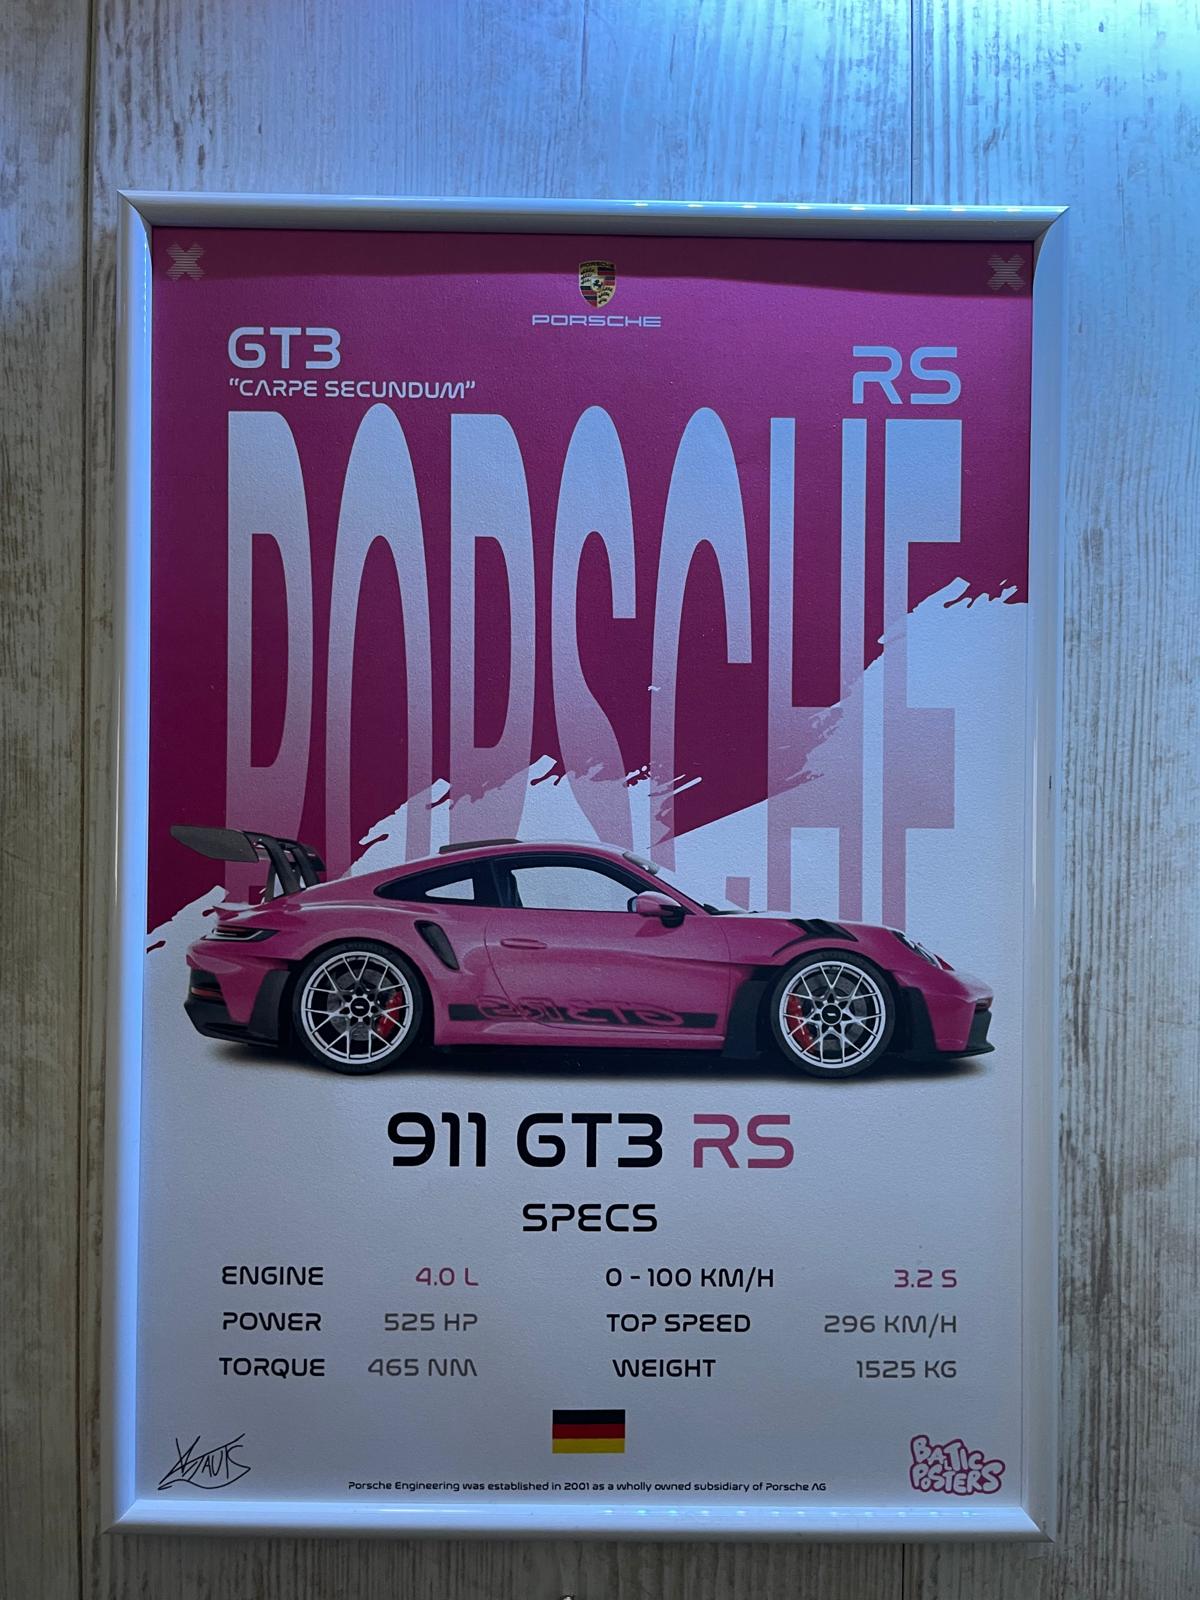 PORSCHE
GT3
"CARPE SECUNDUM"
RS
PORSCHE
GT3 RS
911 GT3 RS
SPECS
ENGINE 4.0 L 0 - 100 KM/H 3.2 S
POWER 525 HP TOP SPEED 296 KM/H
TORQUE 465 NM WEIGHT 1525 KG
BALTIC
POSTERS
Porsche Engineering was established in 2001 as a wholly owned subsidiary of Porsche AG